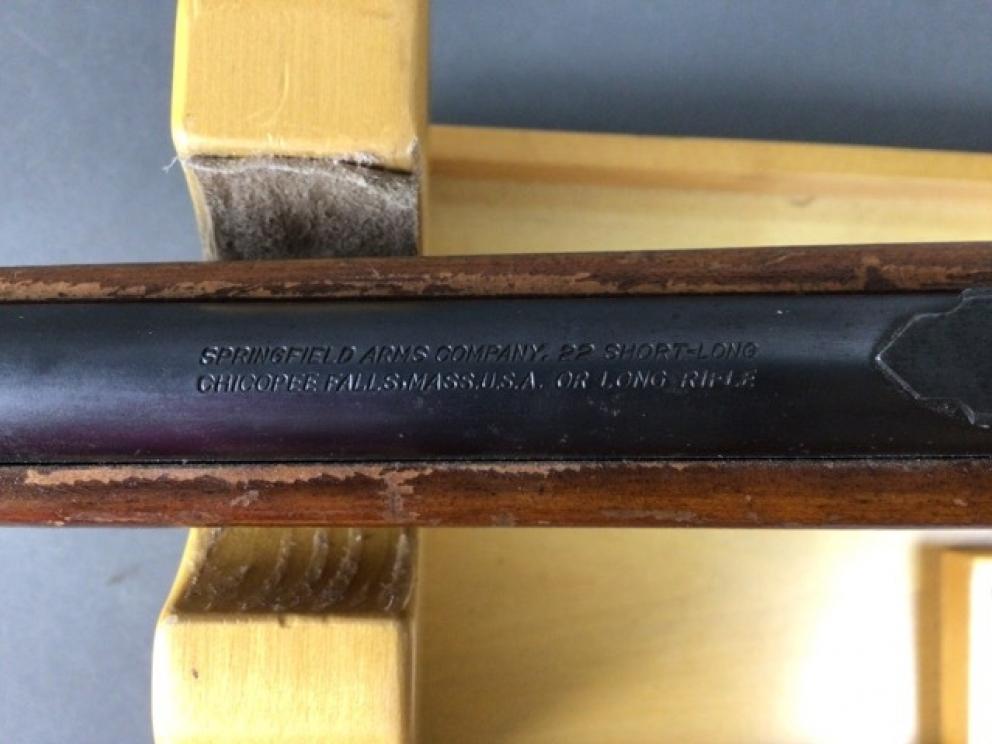 SPRINGFIELD ARMS COMPANY. 22 SHORT-LONG
CHICOPEE FALLS.MASS.U.S.A. OR LONG RIFLE